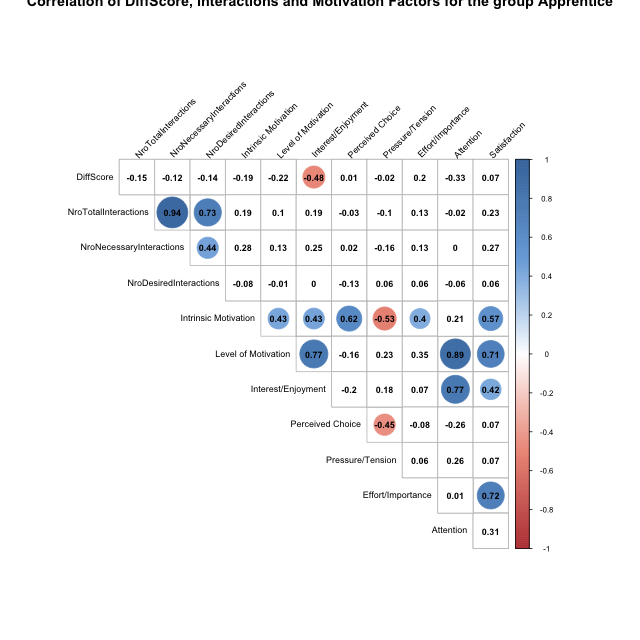 Correlation of DiffScore, Interactions and Motivation Factors for the group Apprentice
NroTotalInteractions
NroNecessaryInteractions
NroDesiredInteractions
Intrinsic Motivation
Level of Motivation
Interest/Enjoyment
Perceived Choice
Pressure/Tension
Effort/Importance
Attention
Satisfaction
DiffScore -0.15 -0.12 -0.14 -0.19 -0.22 -0.48 0.01 -0.02 0.2 -0.33 0.07
NroTotalInteractions 0.94 0.73 0.19 0.1 0.19 -0.03 -0.1 0.13 -0.02 0.23
NroNecessaryInteractions 0.44 0.28 0.13 0.25 0.02 -0.16 0.13 0 0.27
NroDesiredInteractions -0.08 -0.01 0 -0.13 0.06 0.06 -0.06 0.06
Intrinsic Motivation 0.43 0.43 0.62 -0.53 0.4 0.21 0.57
Level of Motivation 0.77 -0.16 0.23 0.35 0.89 0.71
Interest/Enjoyment -0.2 0.18 0.07 0.77 0.42
Perceived Choice -0.45 -0.08 -0.26 0.07
Pressure/Tension 0.06 0.26 0.07
Effort/Importance 0.01 0.72
Attention 0.31
1
0.8
0.6
0.4
0.2
0
-0.2
-0.4
-0.6
-0.8
-1